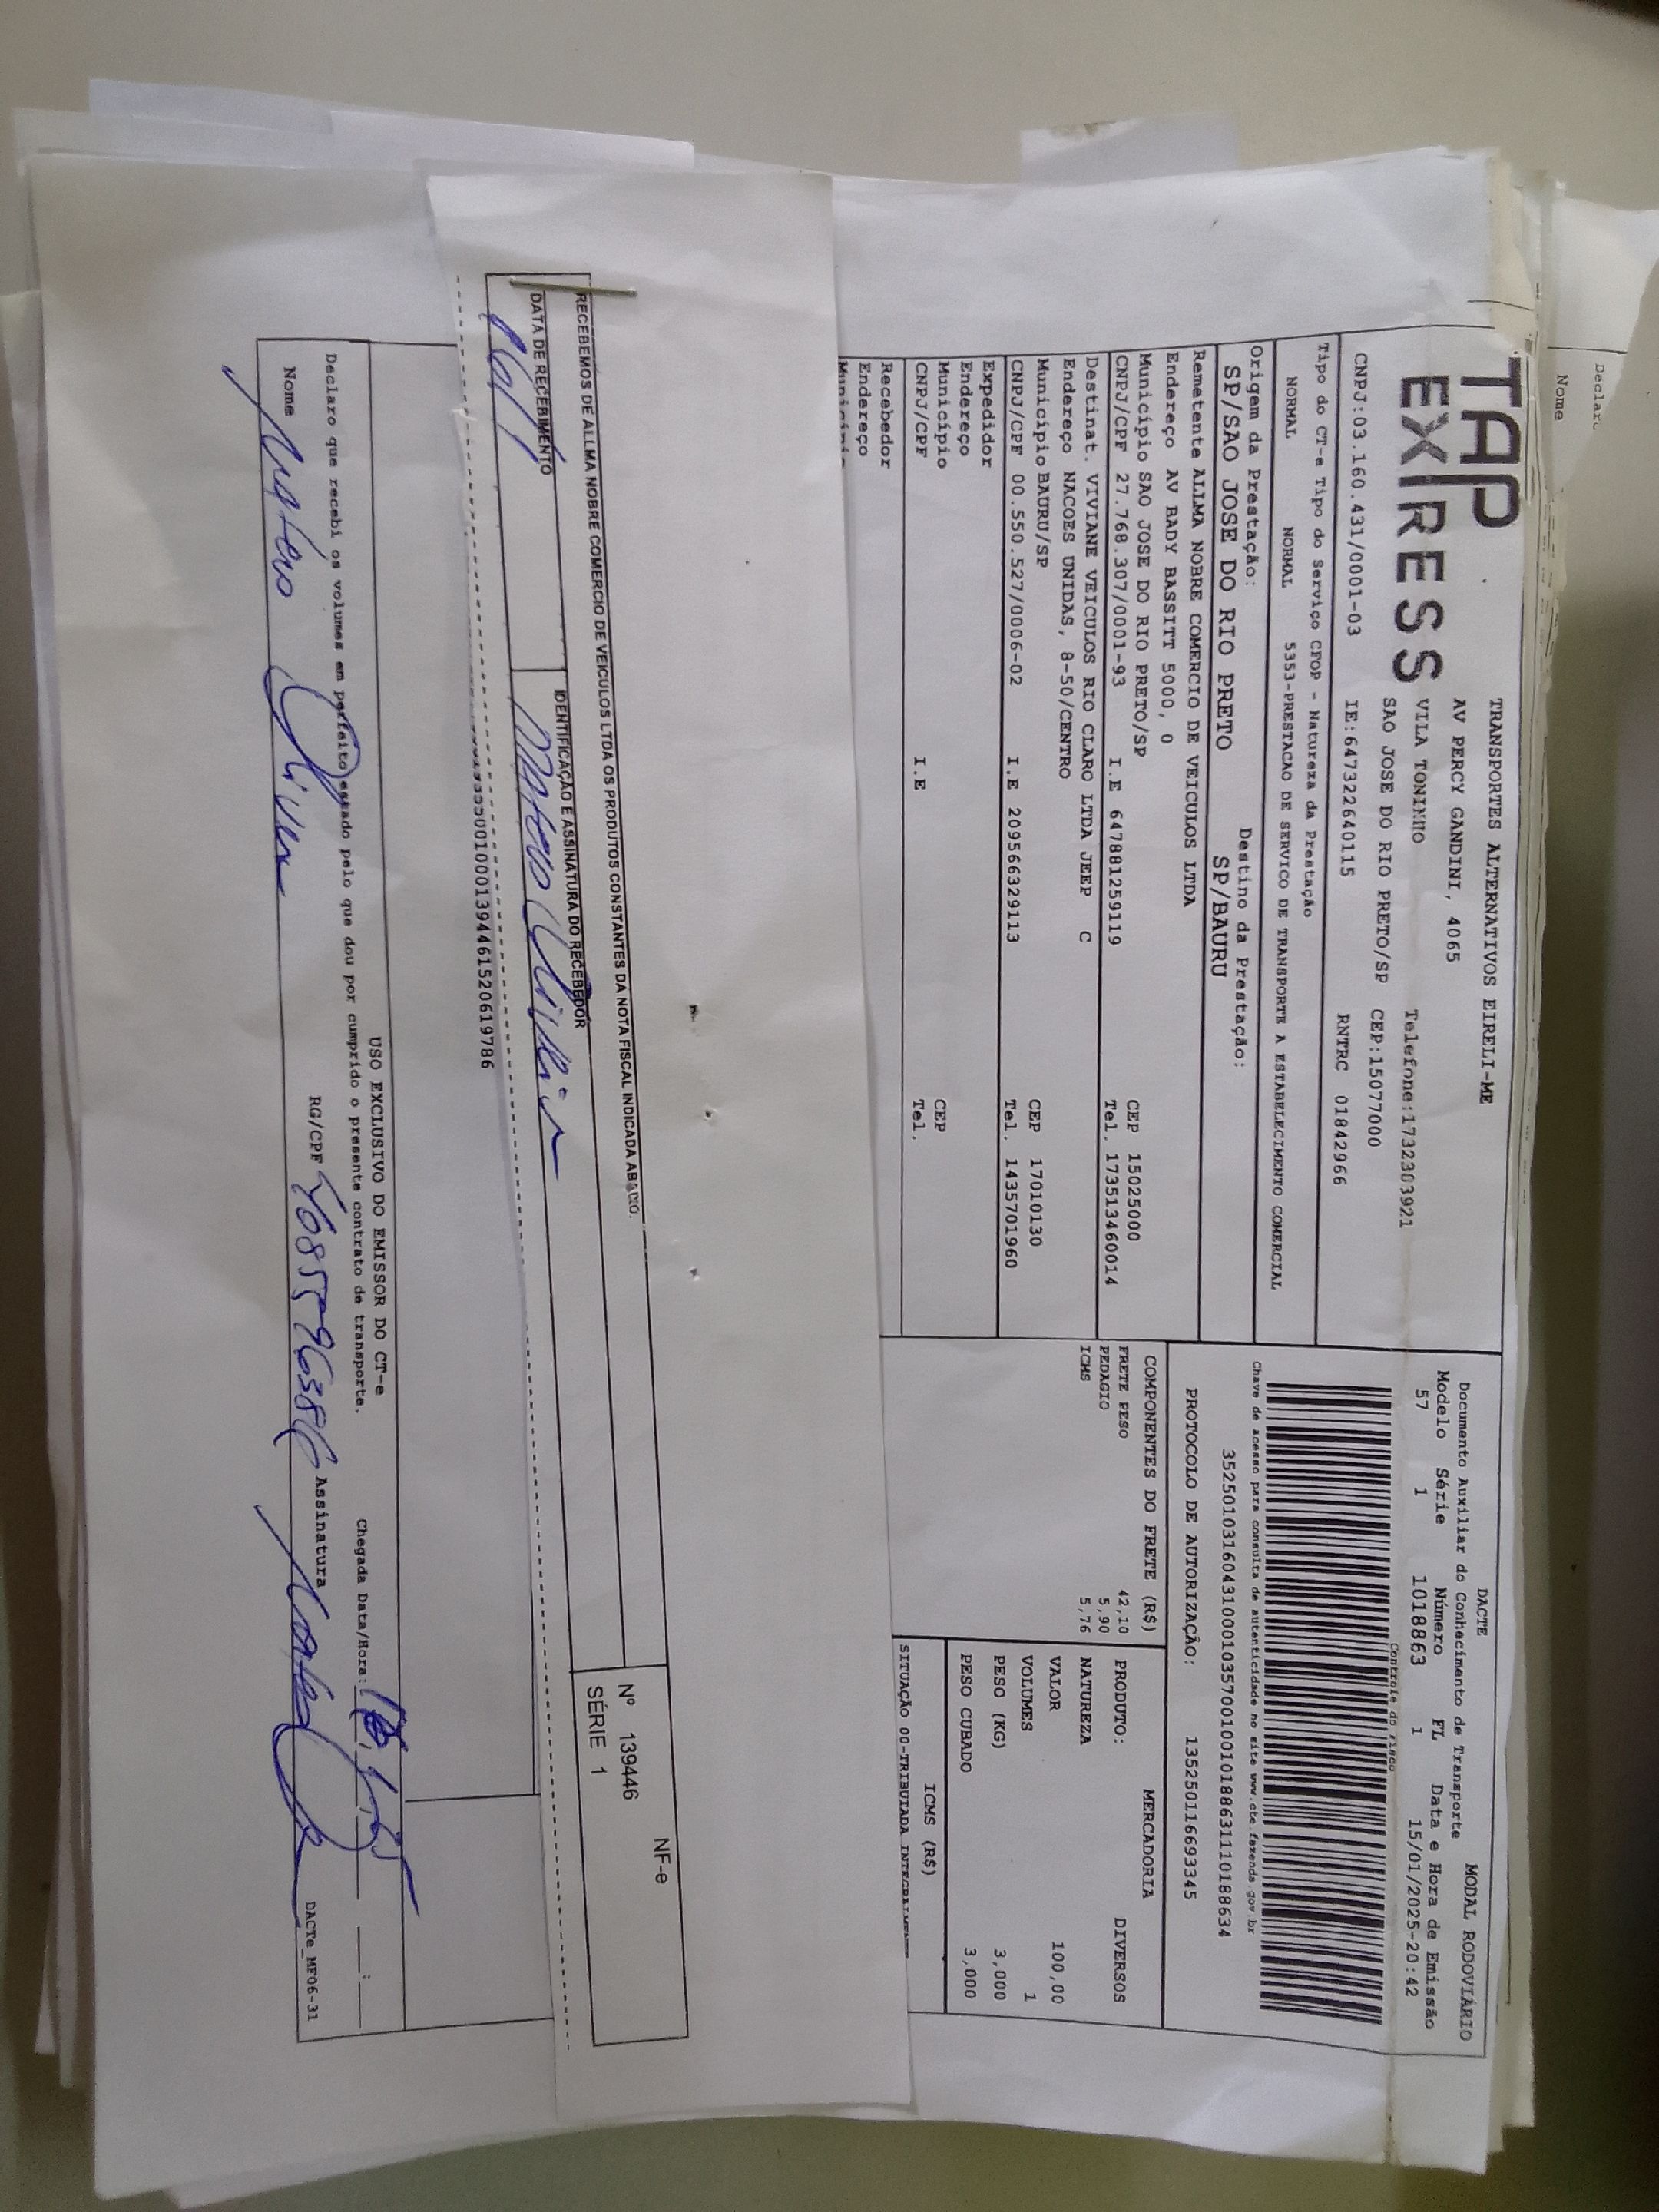 Declaro
Nome
TAP
EXPRESS
TRANSPORTES ALTERNATIVOS EIRELI-ME
AV PERCY GANDINI, 4065
VILA TONINHO
Telefone:1732303921
SAO JOSE DO RIO PRETO/SP CEP:15077000
CNPJ:03.160.431/0001-03 IE:647322640115 RNTRC 01842966
DACTE MODAL RODOVIÁRIO
Documento Auxiliar do Conhecimento de Transporte
Modelo Série Número FL Data e Hora de Emissão
57 1 1018863 1 15/01/2025-20:42
Controle do Fisco
Tipo do CT-e Tipo do Serviço CFOP - Natureza da Prestação
NORMAL NORMAL 5353-PRESTACAO DE SERVICO DE TRANSPORTE A ESTABELECIMENTO COMERCIAL
Chave de acesso para consulta de autenticidade no site www.cte.fazenda.gov.br
35250103160431000103570010010188631110188634
Origem da Prestação: Destino da Prestação:
SP/SAO JOSE DO RIO PRETO SP/BAURU
PROTOCOLO DE AUTORIZAÇÃO: 135250116693345
Remetente ALLMA NOBRE COMERCIO DE VEICULOS LTDA
Endereço AV BADY BASSITT 5000, 0
Município SAO JOSE DO RIO PRETO/SP CEP 15025000
CNPJ/CPF 27.768.307/0001-93 I.E 647881259119 Tel. 173513460014
Destinat. VIVIANE VEICULOS RIO CLARO LTDA JEEP C
Endereço NACOES UNIDAS, 8-50/CENTRO
Município BAURU/SP CEP 17010130
CNPJ/CPF 00.550.527/0006-02 I.E 209566329113 Tel. 1435701960
Expedidor
Endereço
Município CEP
CNPJ/CPF I.E Tel.
Recebedor
Endereço
Município
COMPONENTES DO FRETE (R$)
FRETE PESO 42,10
PEDAGIO 5,90
ICMS 5,76
MERCADORIA
PRODUTO: DIVERSOS
NATUREZA
VALOR 100,00
VOLUMES 1
PESO (KG) 3,000
PESO CUBADO 3,000
ICMS (R$)
SITUAÇÃO 00-TRIBUTADA INTEGRALMENTE
RECEBEMOS DE ALLMA NOBRE COMERCIO DE VEICULOS LTDA OS PRODUTOS CONSTANTES DA NOTA FISCAL INDICADA ABAIXO.
NF-e
Nº 139446
SÉRIE 1
DATA DE RECEBIMENTO
IDENTIFICAÇÃO E ASSINATURA DO RECEBEDOR
0010001394461520619786
USO EXCLUSIVO DO EMISSOR DO CT-e
Declaro que recebi os volumes em perfeito estado pelo que dou por cumprido o presente contrato de transporte.
Chegada Data/Hora:
Nome
RG/CPF
Assinatura
DACTe_MF06-31